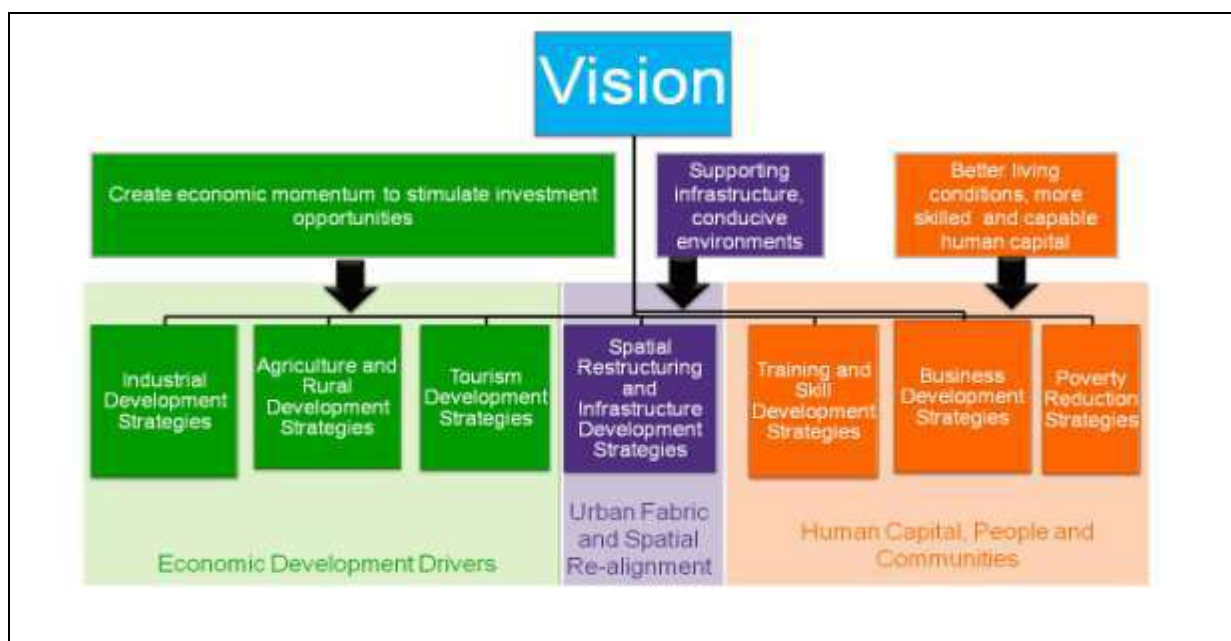 Vision
Create economic momentum to stimulate investment
opportunities
Supporting
infrastructure,
conducive
environments
Better living
conditions, more
skilled and capable
human capital
Industrial
Development
Strategies
Agriculture and
Rural
Development
Strategies
Tourism
Development
Strategies
Spatial
Restructuring
and
Infrastructure
Development
Strategies
Training and
Skill
Development
Strategies
Business
Development
Strategies
Poverty
Reduction
Strategies
Economic Development Drivers
Urban Fabric
and Spatial
Re-alignment
Human Capital, People and
Communities